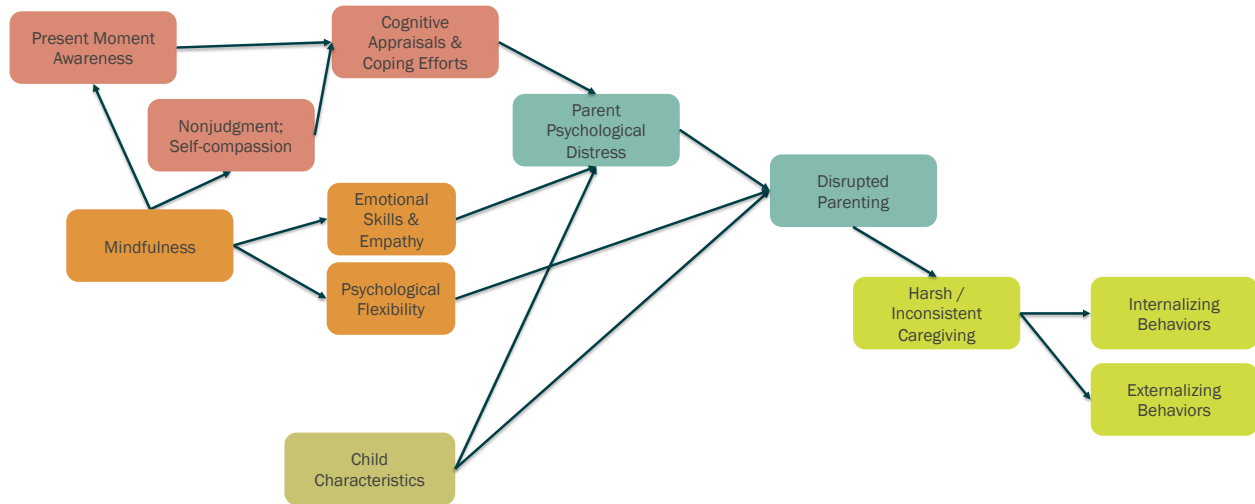 Present Moment
Awareness
Cognitive
Appraisals &
Coping Efforts
Nonjudgment;
Self-compassion
Parent
Psychological
Distress
Mindfulness
Emotional
Skills &
Empathy
Psychological
Flexibility
Disrupted
Parenting
Harsh /
Inconsistent
Caregiving
Internalizing
Behaviors
Externalizing
Behaviors
Child
Characteristics